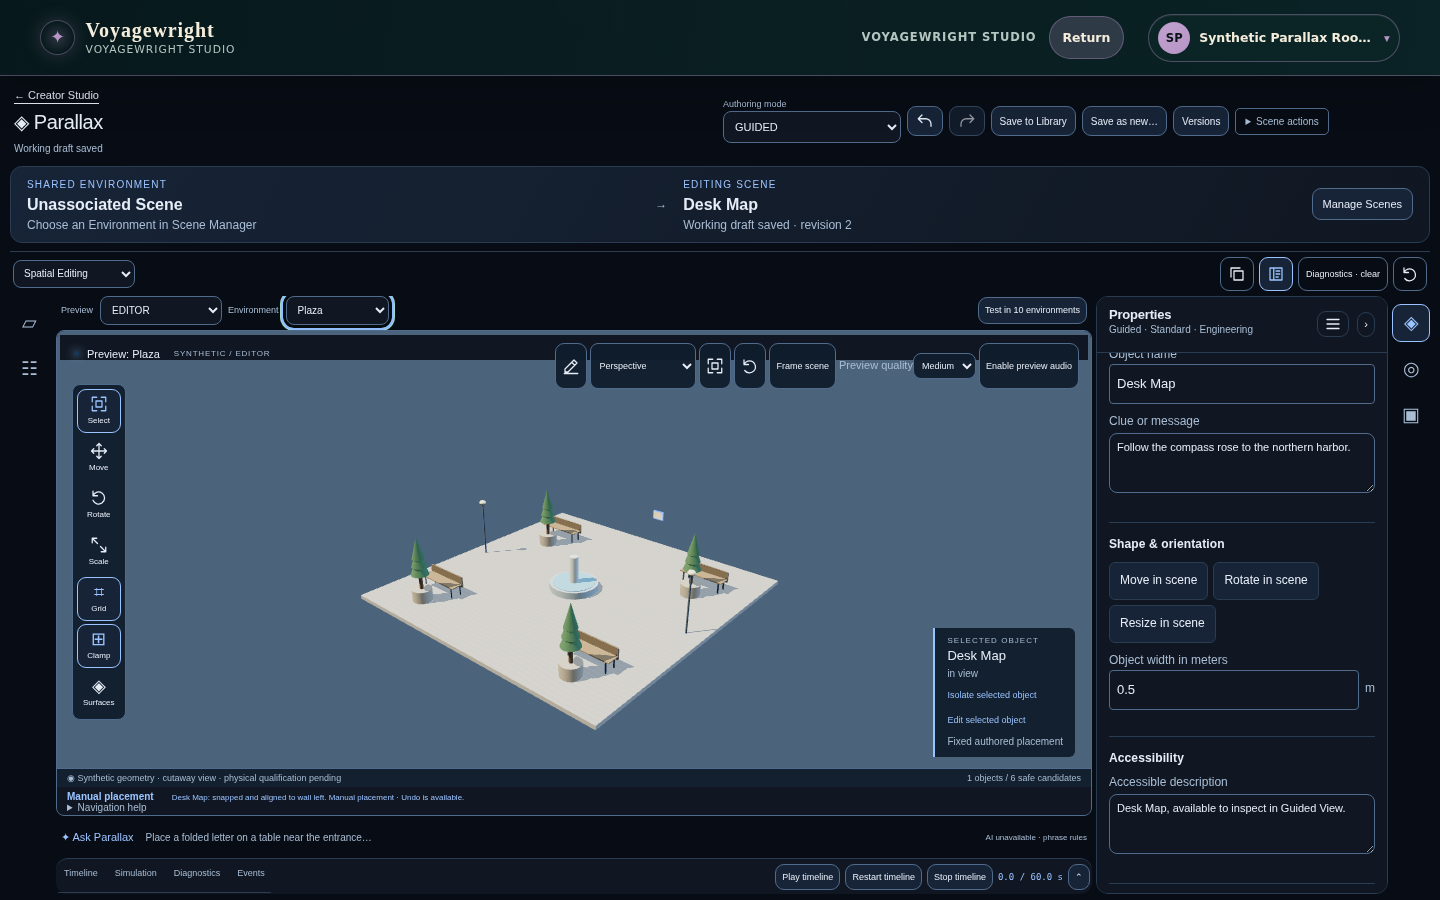 Voyagewright
VOYAGEWRIGHT STUDIO
VOYAGEWRIGHT STUDIO
Return
SP
Synthetic Parallax Roo…
← Creator Studio
◈ Parallax
Working draft saved
Authoring mode
GUIDED
Save to Library
Save as new…
Versions
Scene actions
SHARED ENVIRONMENT
Unassociated Scene
Choose an Environment in Scene Manager
→
EDITING SCENE
Desk Map
Working draft saved · revision 2
Manage Scenes
Spatial Editing
Diagnostics · clear
Preview
EDITOR
Environment
Plaza
Test in 10 environments
Preview: Plaza
SYNTHETIC / EDITOR
Perspective
Frame scene
Preview quality
Medium
Enable preview audio
Select
Move
Rotate
Scale
Grid
Clamp
Surfaces
SELECTED OBJECT
Desk Map
in view
Isolate selected object
Edit selected object
Fixed authored placement
◉ Synthetic geometry · cutaway view · physical qualification pending
1 objects / 6 safe candidates
Manual placement
Desk Map: snapped and aligned to wall left. Manual placement · Undo is available.
Navigation help
✦ Ask Parallax
Place a folded letter on a table near the entrance…
AI unavailable · phrase rules
Timeline
Simulation
Diagnostics
Events
Play timeline
Restart timeline
Stop timeline
0.0 / 60.0 s
Properties
Guided · Standard · Engineering
Object name
Desk Map
Clue or message
Follow the compass rose to the northern harbor.
Shape & orientation
Move in scene
Rotate in scene
Resize in scene
Object width in meters
0.5
m
Accessibility
Accessible description
Desk Map, available to inspect in Guided View.